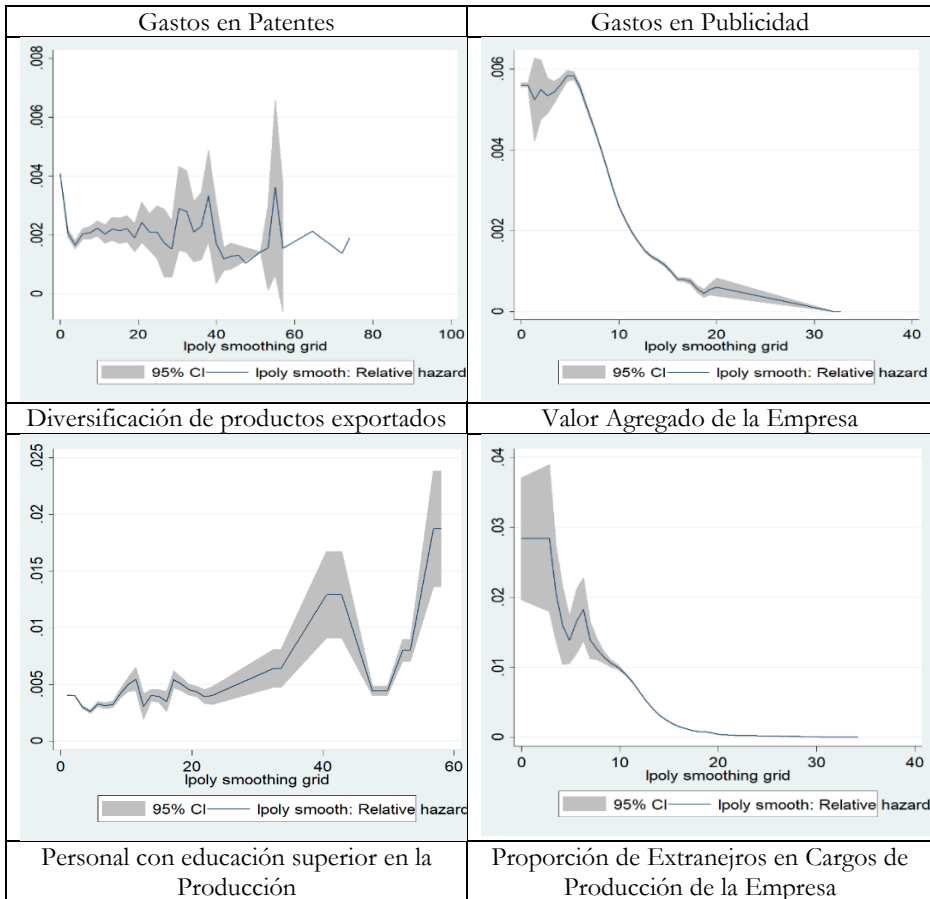 Gastos en Patentes
Gastos en Publicidad
.008
.006
.004
.002
0
0
20
40
60
80
100
lpoly smoothing grid
95% CI
lpoly smooth: Relative hazard
.006
.004
.002
0
0
10
20
30
40
lpoly smoothing grid
95% CI
lpoly smooth: Relative hazard
Diversificación de productos exportados
Valor Agregado de la Empresa
.025
.02
.015
.01
.005
0
0
20
40
60
lpoly smoothing grid
95% CI
lpoly smooth: Relative hazard
.04
.03
.02
.01
0
0
10
20
30
40
lpoly smoothing grid
95% CI
lpoly smooth: Relative hazard
Personal con educación superior en la
Producción
Proporción de Extranejros en Cargos de
Producción de la Empresa